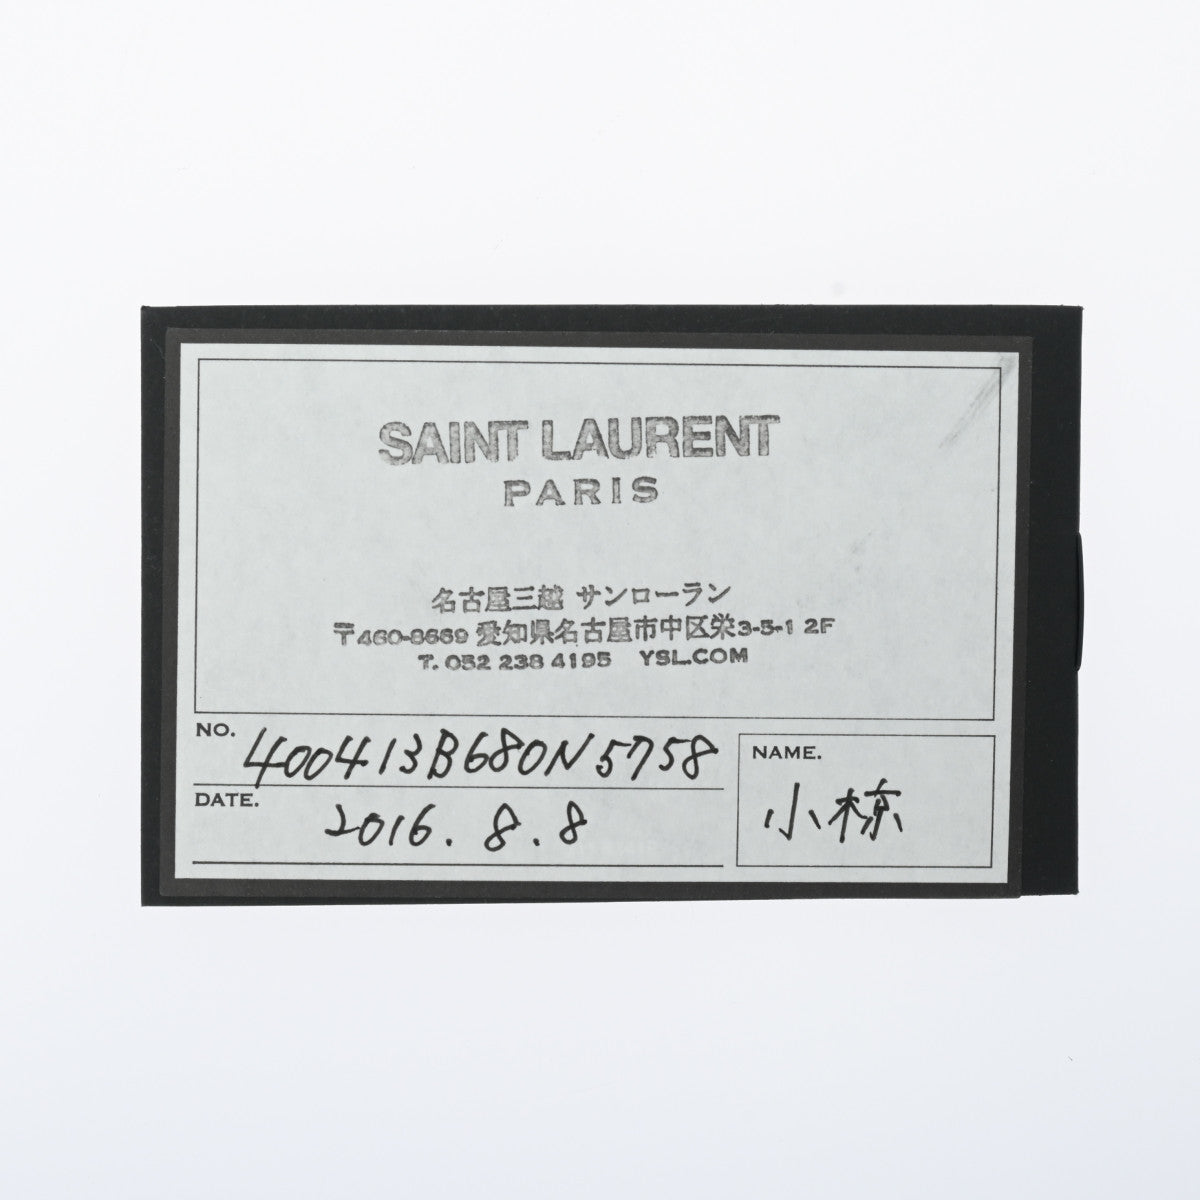 SAINT LAURENT
PARIS
名古屋三越 サンローラン
〒460-8669 愛知県名古屋市中区栄3-5-1 2F
T. 052 238 4195 YSL.COM
NO. 400413B680N5758
DATE. 2016.8.8
NAME.
小椋